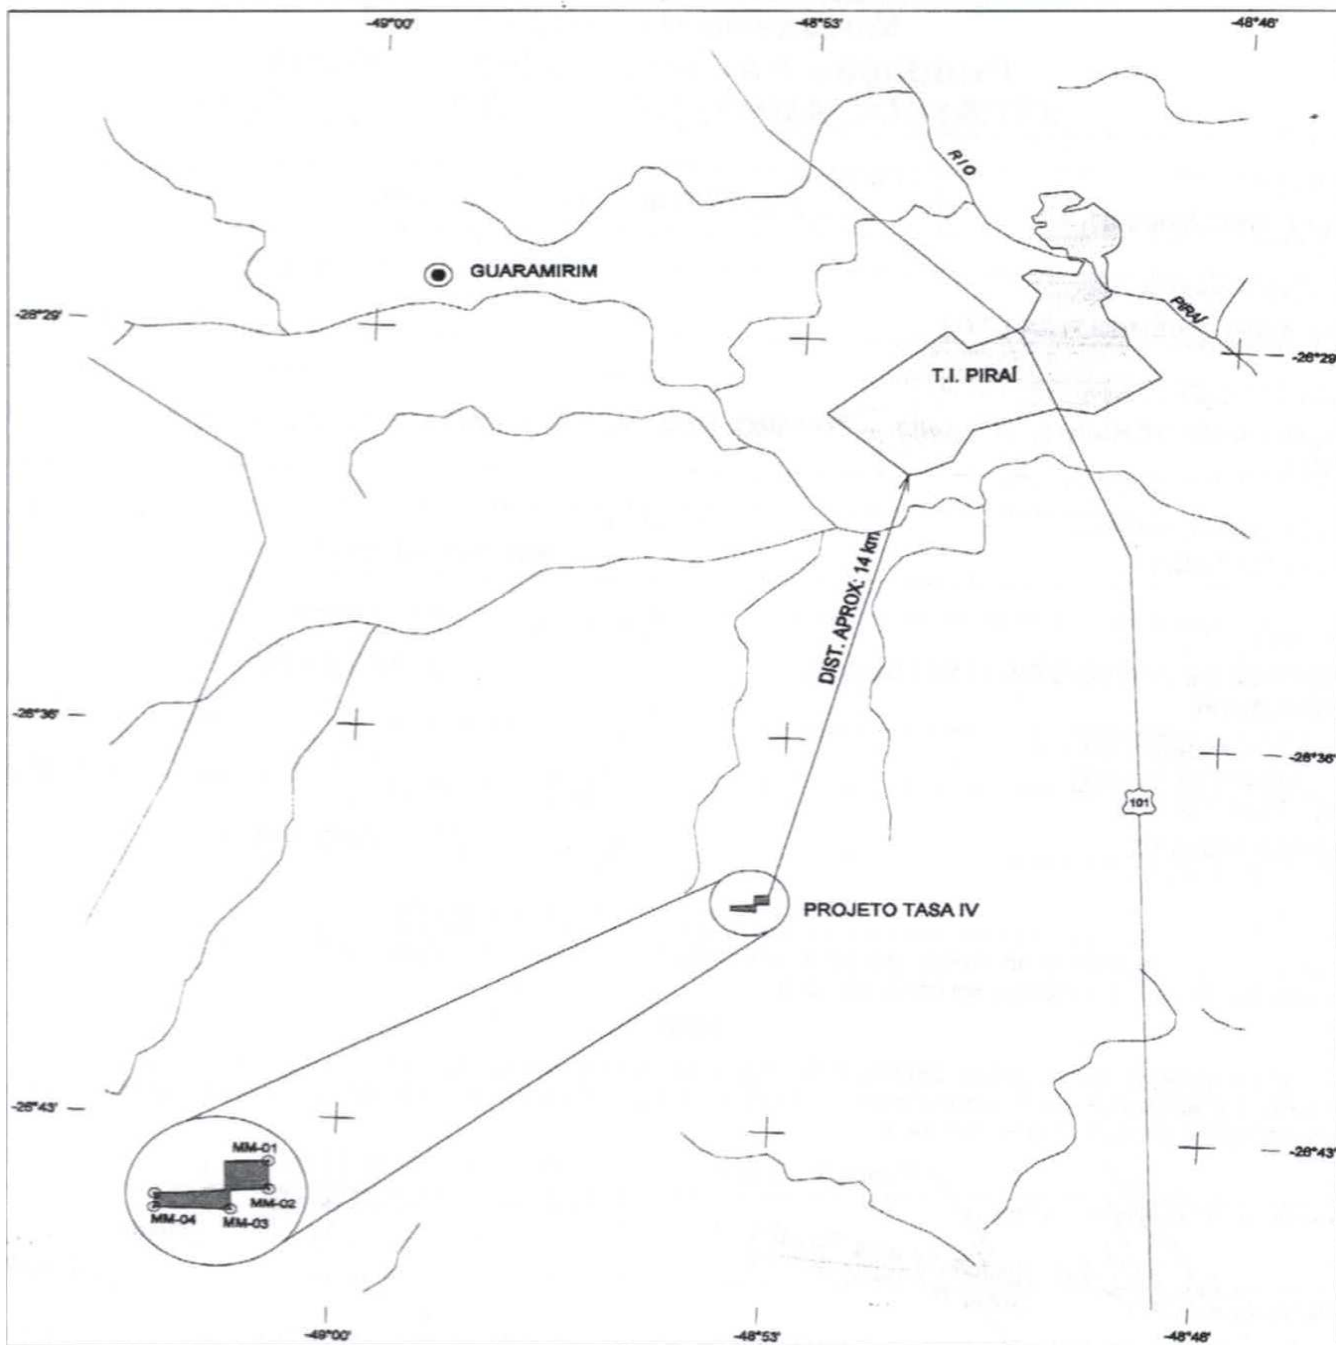 -49°00'
-48°53'
-48°46'
RIO
GUARAMIRIM
-26°29'
PIRAÍ
-26°29'
T.I. PIRAÍ
DIST. APROX: 14 km
-26°36'
-26°36'
101
PROJETO TASA IV
-26°43'
MM-01
-26°43'
MM-02
MM-04
MM-03
-49°00'
-48°53'
-48°46'